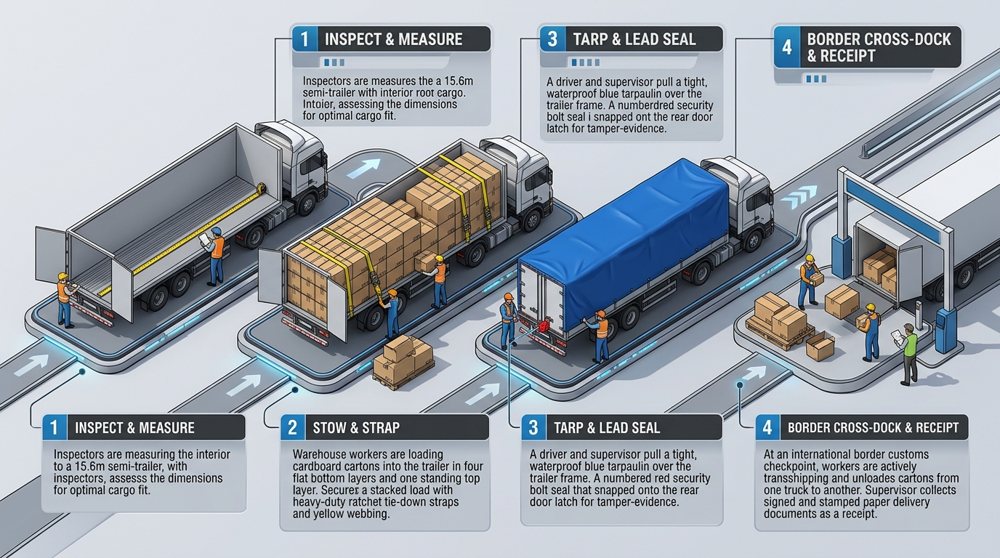 1 INSPECT & MEASURE
Inspectors are measures the a 15.6m
semi-trailer with interior root cargo.
Intoior, assessing the dimensions
for optimal cargo fit.
3 TARP & LEAD SEAL
A driver and supervisor pull a tight,
waterproof blue tarpaulin over the
trailer frame. A numberdred security
bolt seal i snapped ont the rear door
latch for tamper-evidence.
4 BORDER CROSS-DOCK
& RECEIPT
1 INSPECT & MEASURE
Inspectors are measuring the interior
to a 15.6m semi-trailer, with
inspectors, assesss the dimensions
for optimal cargo fit.
2 STOW & STRAP
Warehouse workers are loading
cardboard cartons into the trailer in four
flat bottom layers and one standing top
layer. Securer a stacked load with
heavy-duty ratchet tie-down straps
and yellow webbing.
3 TARP & LEAD SEAL
A driver and supervisor pull a tight,
waterproof blue tarpaulin over the
trailer frame. A numbered red security
bolt seal that snapped onto the rear
door latch for tamper-evidence.
4 BORDER CROSS-DOCK & RECEIPT
At an international border customs
checkpoint, workers are actively
transshipping and unloades cartons from
one truck to another. Supervisor collects
signed and stamped paper delivery
documents as a receipt.